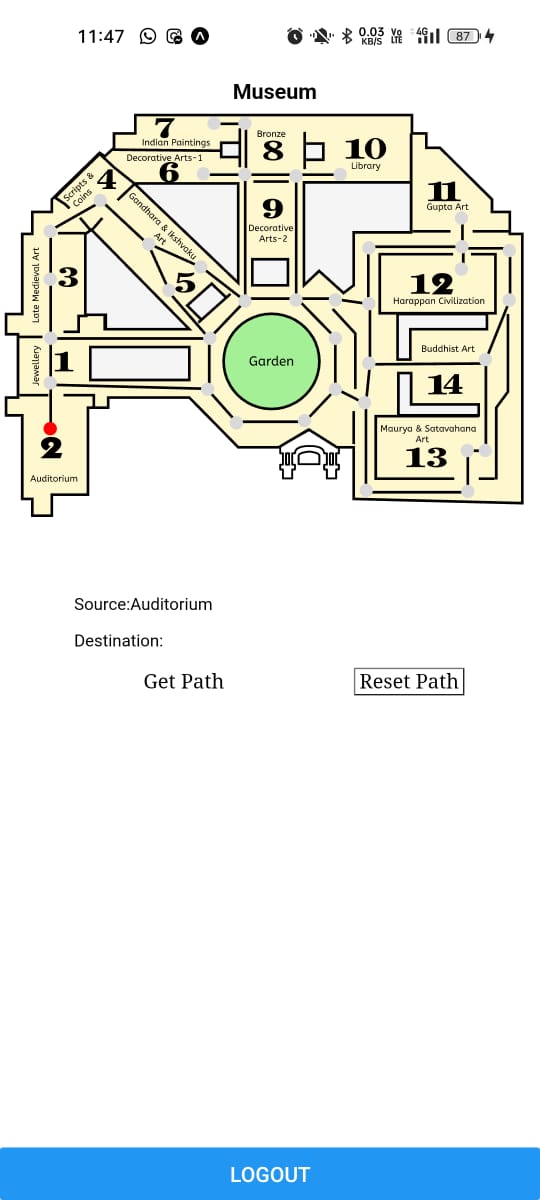 11:47
0.03 KB/S
Vo LTE
4G
87
Museum
7
Indian Paintings
Bronze
8
10
Library
Decorative Arts-1
6
Scripts & Coins
4
11
Gupta Art
Gandhara & Ikshvaku Art
9
Decorative
Arts-2
Late Medieval Art
3
5
12
Harappan Civilization
Jewellery
1
Garden
Buddhist Art
14
Maurya & Satavahana
Art
13
2
Auditorium
Source:Auditorium
Destination:
Get Path
Reset Path
LOGOUT